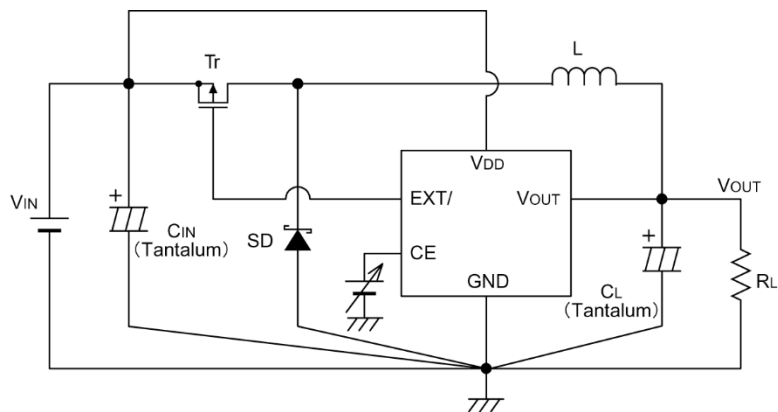 Tr
L
VDD
VIN
+
CIN
(Tantalum)
SD
EXT/
VOUT
CE
GND
VOUT
+
CL
(Tantalum)
RL